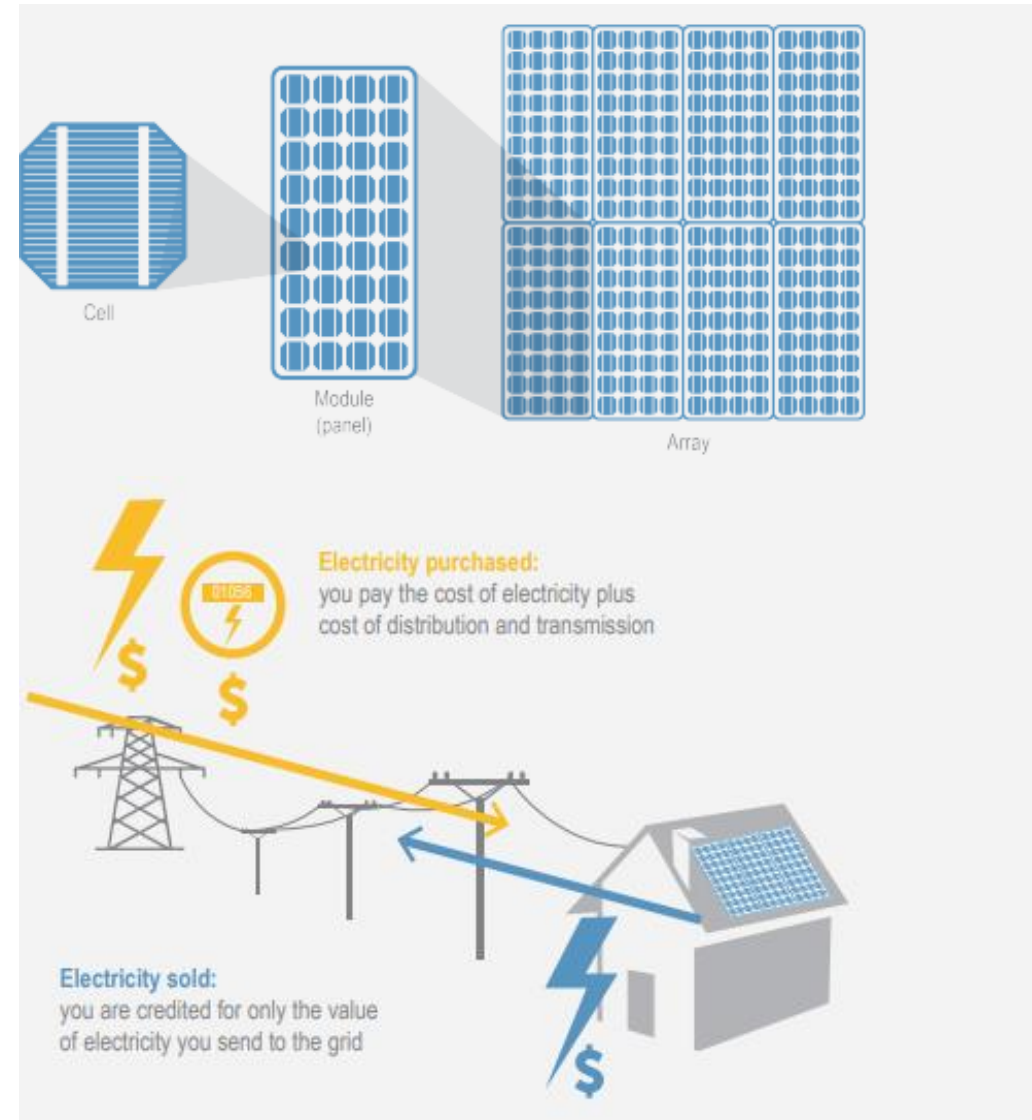 Cell
Module
(panel)
Array
01056
$
$
Electricity purchased:
you pay the cost of electricity plus
cost of distribution and transmission
Electricity sold:
you are credited for only the value
of electricity you send to the grid
$